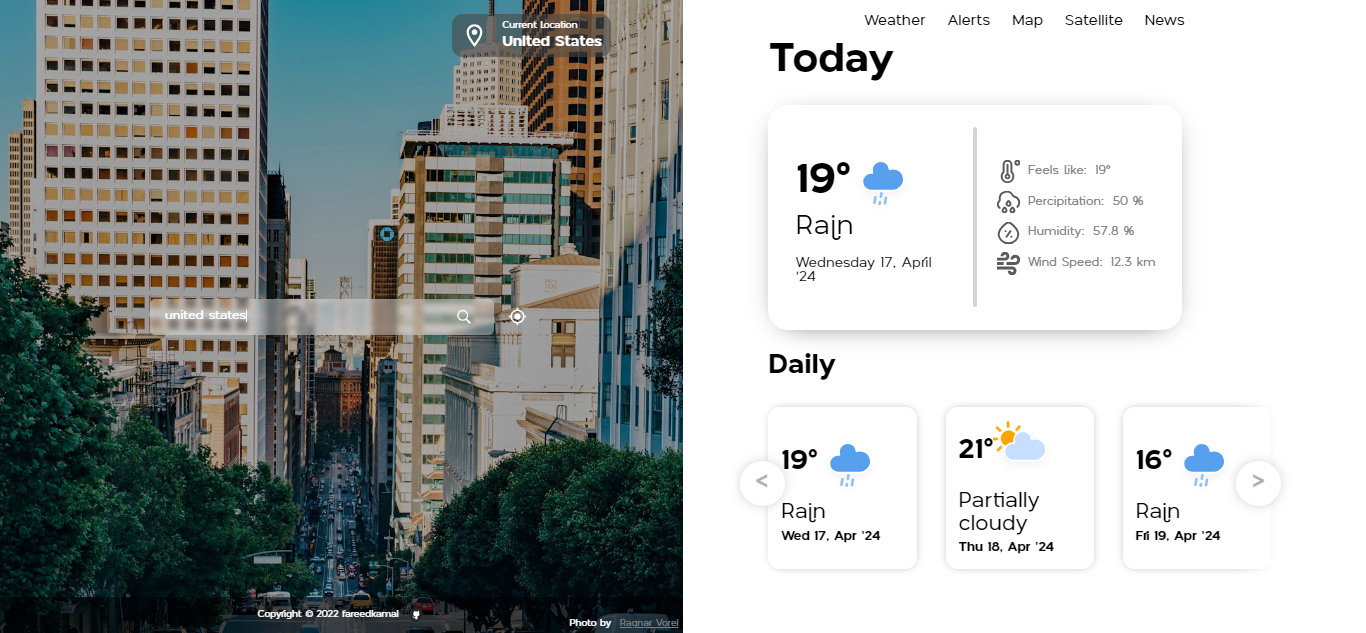 Current Location
United States
united states
Copyright © 2022 fareedkamal
Photo by Ragnar Vorel
Weather Alerts Map Satellite News
Today
19°
Rain
Wednesday 17, April
'24
Feels like: 19°
Percipitation: 50 %
Humidity: 57.8 %
Wind Speed: 12.3 km
Daily
<
19°
Rain
Wed 17, Apr '24
21°
Partially
cloudy
Thu 18, Apr '24
16°
Rain
Fri 19, Apr '24
>